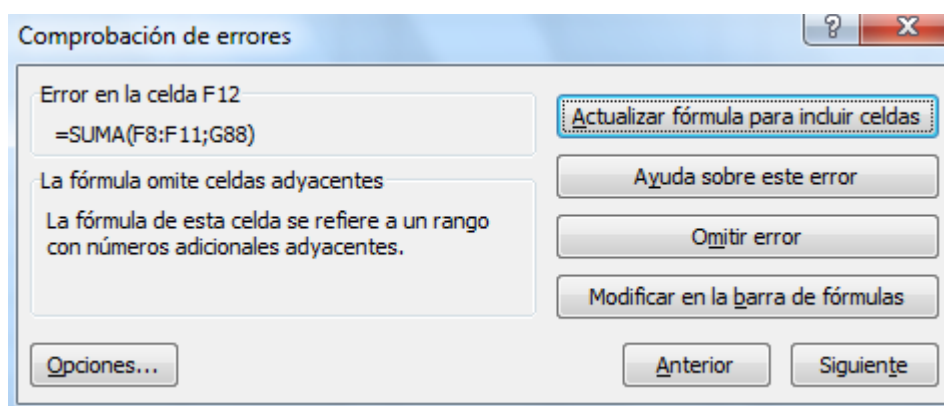 Comprobación de errores
Error en la celda F12
=SUMA(F8:F11;G88)
La fórmula omite celdas adyacentes
La fórmula de esta celda se refiere a un rango
con números adicionales adyacentes.
Actualizar fórmula para incluir celdas
Ayuda sobre este error
Omitir error
Modificar en la barra de fórmulas
Opciones...
Anterior
Siguiente